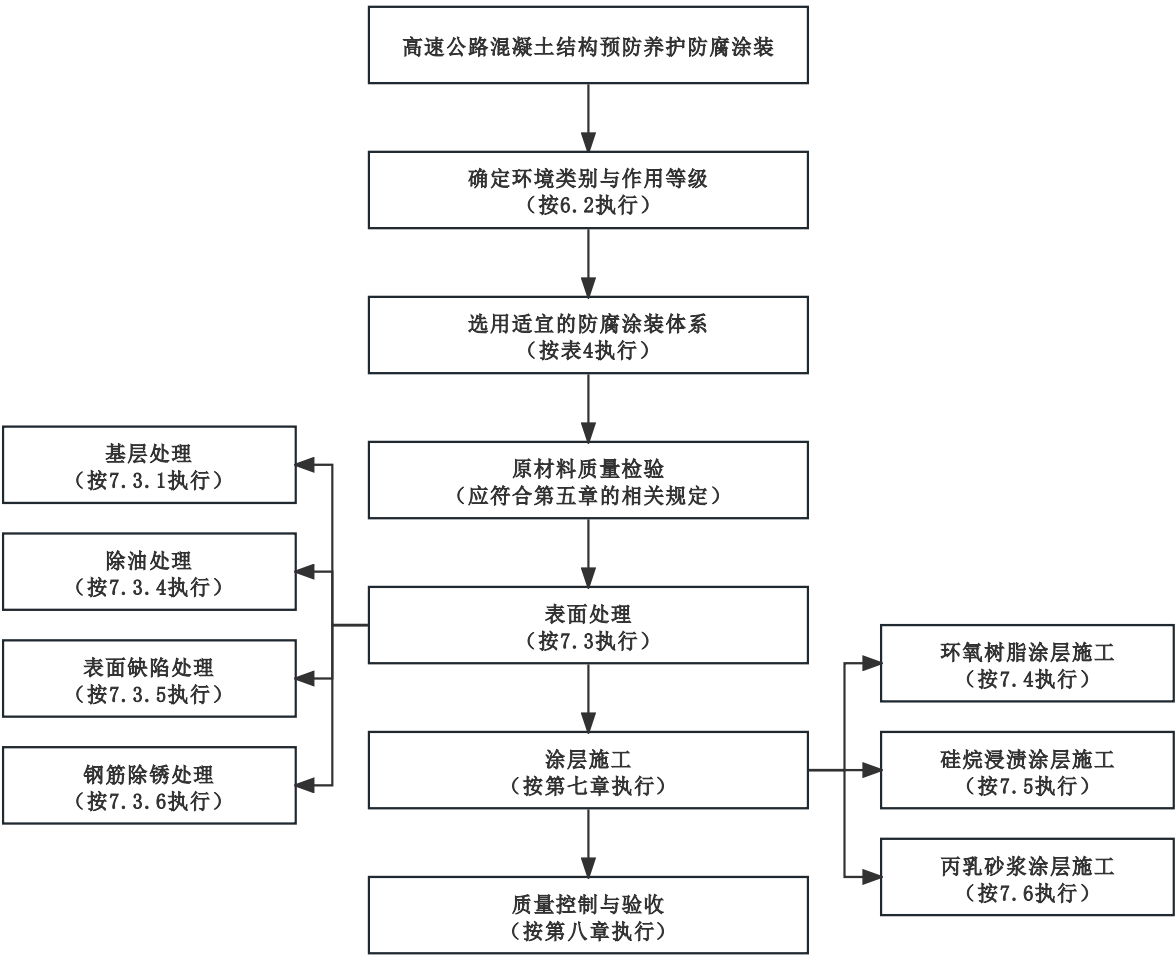 高速公路混凝土结构预防养护防腐涂装
确定环境类别与作用等级
（按6.2执行）
选用适宜的防腐涂装体系
（按表4执行）
原材料质量检验
（应符合第五章的相关规定）
表面处理
（按7.3执行）
基层处理
（按7.3.1执行）
除油处理
（按7.3.4执行）
表面缺陷处理
（按7.3.5执行）
钢筋除锈处理
（按7.3.6执行）
涂层施工
（按第七章执行）
环氧树脂涂层施工
（按7.4执行）
硅烷浸渍涂层施工
（按7.5执行）
丙乳砂浆涂层施工
（按7.6执行）
质量控制与验收
（按第八章执行）